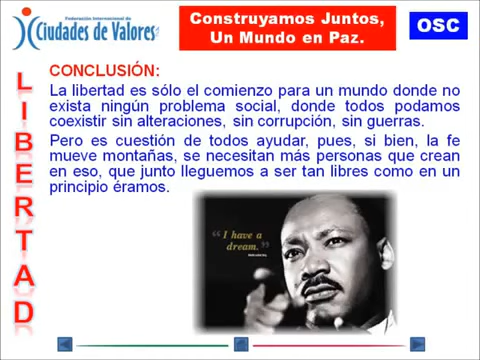 Federación Internacional de
Ciudades de Valores
Construyamos Juntos,
Un Mundo en Paz.
OSC
LIBERTAD
CONCLUSIÓN:
La libertad es sólo el comienzo para un mundo donde no
exista ningún problema social, donde todos podamos
coexistir sin alteraciones, sin corrupción, sin guerras.
Pero es cuestión de todos ayudar, pues, si bien, la fe
mueve montañas, se necesitan más personas que crean
en eso, que junto lleguemos a ser tan libres como en un
principio éramos.
"I have a
dream."